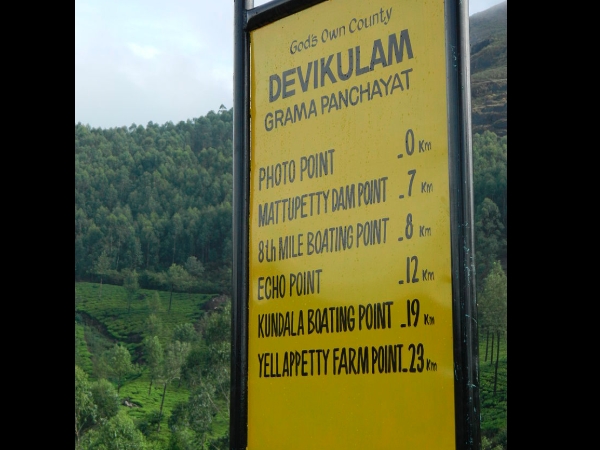 God's Own County
DEVIKULAM
GRAMA PANCHAYAT
PHOTO POINT - 0 Km
MATTUPETTY DAM POINT - 7 Km
8th MILE BOATING POINT - 8 Km
ECHO POINT - 12 Km
KUNDALA BOATING POINT - 19 Km
YELLAPPETTY FARM POINT - 23 Km